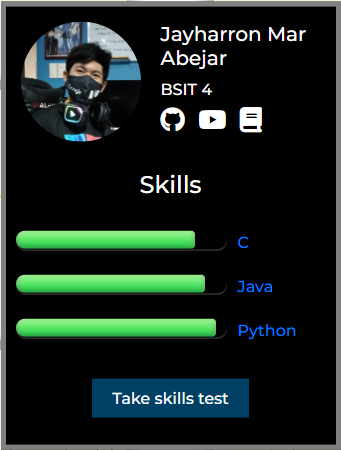 Jayharron Mar
Abejar
BSIT 4
Skills
C
Java
Python
Take skills test